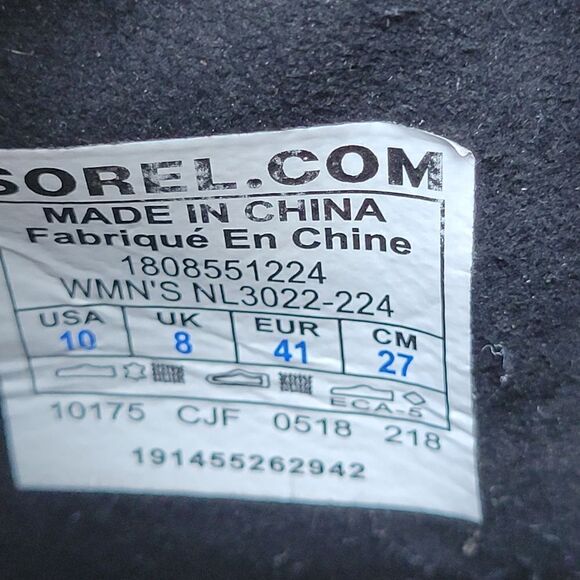 SOREL.COM
MADE IN CHINA
Fabriqué En Chine
1808551224
WMN'S NL3022-224
USA UK EUR CM
10 8 41 27
ECA-5
10175 CJF 0518 218
191455262942